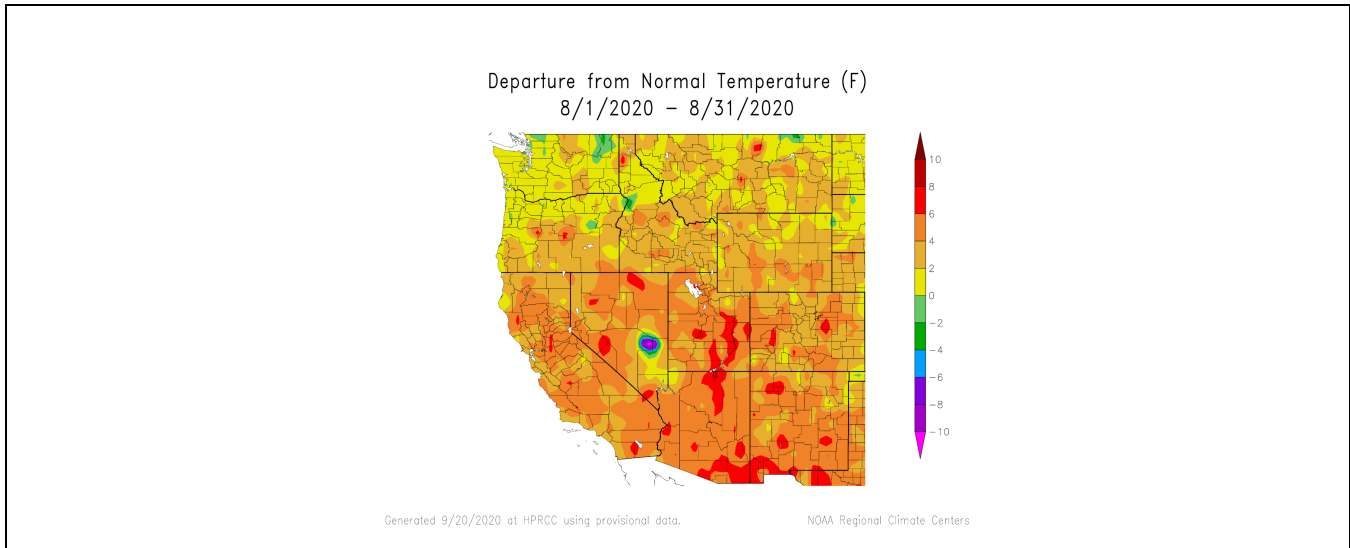 Departure from Normal Temperature (F)
8/1/2020 – 8/31/2020
10
8
6
4
2
0
−2
−4
−6
−8
−10
Generated 9/20/2020 at HPRCC using provisional data.
NOAA Regional Climate Centers